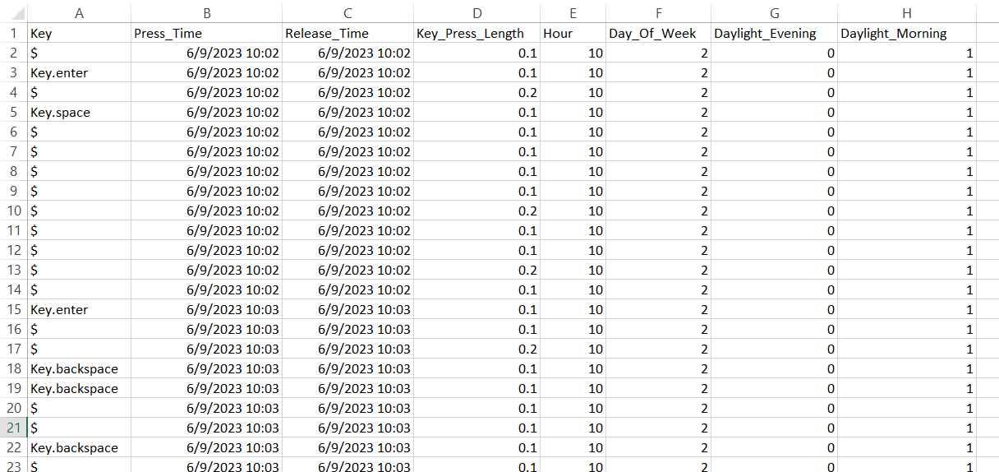 A B C D E F G H
1 Key Press_Time Release_Time Key_Press_Length Hour Day_Of_Week Daylight_Evening Daylight_Morning
2 $ 6/9/2023 10:02 6/9/2023 10:02 0.1 10 2 0 1
3 Key.enter 6/9/2023 10:02 6/9/2023 10:02 0.1 10 2 0 1
4 $ 6/9/2023 10:02 6/9/2023 10:02 0.2 10 2 0 1
5 Key.space 6/9/2023 10:02 6/9/2023 10:02 0.1 10 2 0 1
6 $ 6/9/2023 10:02 6/9/2023 10:02 0.1 10 2 0 1
7 $ 6/9/2023 10:02 6/9/2023 10:02 0.1 10 2 0 1
8 $ 6/9/2023 10:02 6/9/2023 10:02 0.1 10 2 0 1
9 $ 6/9/2023 10:02 6/9/2023 10:02 0.1 10 2 0 1
10 $ 6/9/2023 10:02 6/9/2023 10:02 0.2 10 2 0 1
11 $ 6/9/2023 10:02 6/9/2023 10:02 0.1 10 2 0 1
12 $ 6/9/2023 10:02 6/9/2023 10:02 0.1 10 2 0 1
13 $ 6/9/2023 10:02 6/9/2023 10:02 0.2 10 2 0 1
14 $ 6/9/2023 10:02 6/9/2023 10:02 0.1 10 2 0 1
15 Key.enter 6/9/2023 10:03 6/9/2023 10:03 0.1 10 2 0 1
16 $ 6/9/2023 10:03 6/9/2023 10:03 0.1 10 2 0 1
17 $ 6/9/2023 10:03 6/9/2023 10:03 0.2 10 2 0 1
18 Key.backspace 6/9/2023 10:03 6/9/2023 10:03 0.1 10 2 0 1
19 Key.backspace 6/9/2023 10:03 6/9/2023 10:03 0.1 10 2 0 1
20 $ 6/9/2023 10:03 6/9/2023 10:03 0.1 10 2 0 1
21 $ 6/9/2023 10:03 6/9/2023 10:03 0.1 10 2 0 1
22 Key.backspace 6/9/2023 10:03 6/9/2023 10:03 0.1 10 2 0 1
23 $ 6/9/2023 10:03 6/9/2023 10:03 0.1 10 2 0 1